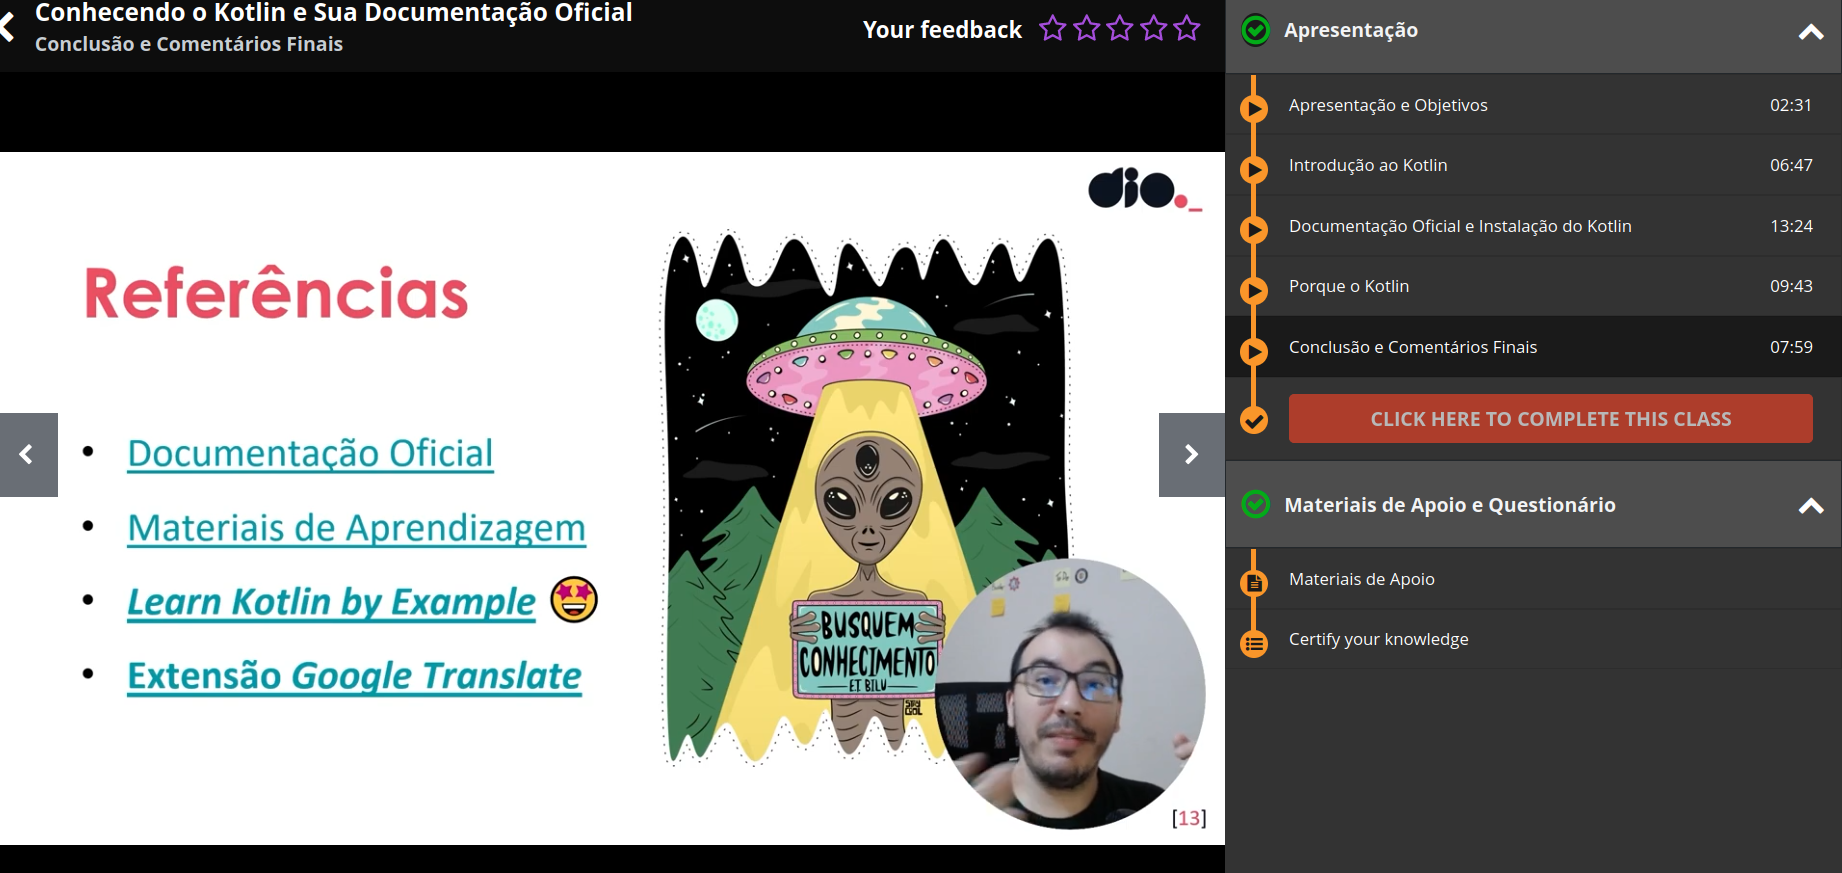 Conhecendo o Kotlin e Sua Documentação Oficial
Conclusão e Comentários Finais
Your feedback
dio._
Referências
• Documentação Oficial
• Materiais de Aprendizagem
• Learn Kotlin by Example 🤩
• Extensão Google Translate
BUSQUEM
CONHECIMENTO
E.T. BILU
[13]
Apresentação
Apresentação e Objetivos 02:31
Introdução ao Kotlin 06:47
Documentação Oficial e Instalação do Kotlin 13:24
Porque o Kotlin 09:43
Conclusão e Comentários Finais 07:59
CLICK HERE TO COMPLETE THIS CLASS
Materiais de Apoio e Questionário
Materiais de Apoio
Certify your knowledge